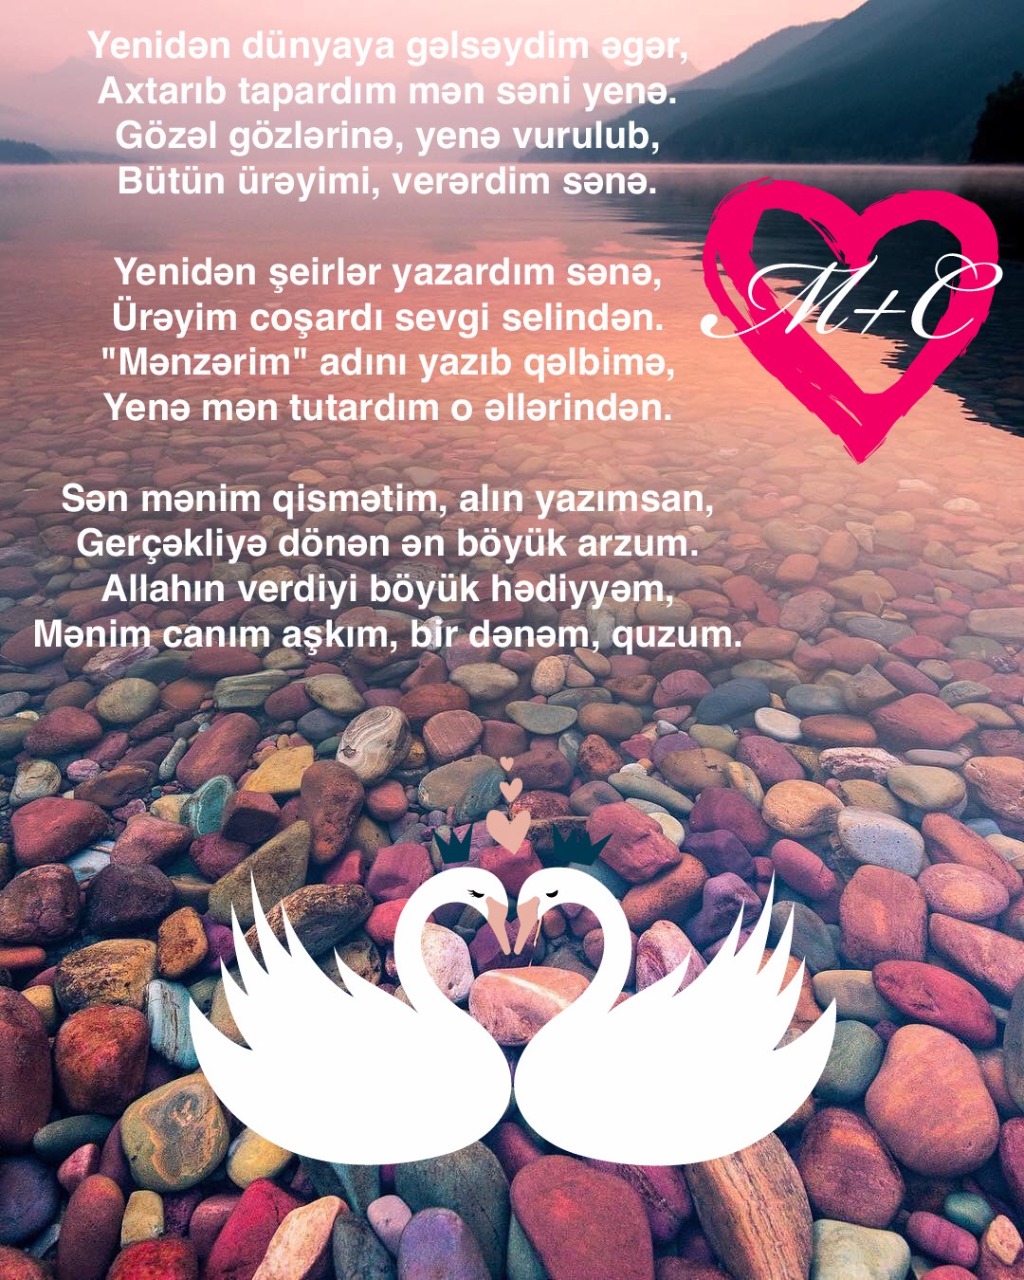 Yenidən dünyaya gəlsəydim əgər,
Axtarıb tapardım mən səni yenə.
Gözəl gözlərinə, yenə vurulub,
Bütün ürəyimi, verərdim sənə.
Yenidən şeirlər yazardım sənə,
Ürəyim coşardı sevgi selindən.
"Mənzərim" adını yazıb qəlbimə,
Yenə mən tutardım o əllərindən.
Sən mənim qismətim, alın yazımsan,
Gerçəkliyə dönən ən böyük arzum.
Allahın verdiyi böyük hədiyyəm,
Mənim canım aşkım, bir dənəm, quzum.
M+C